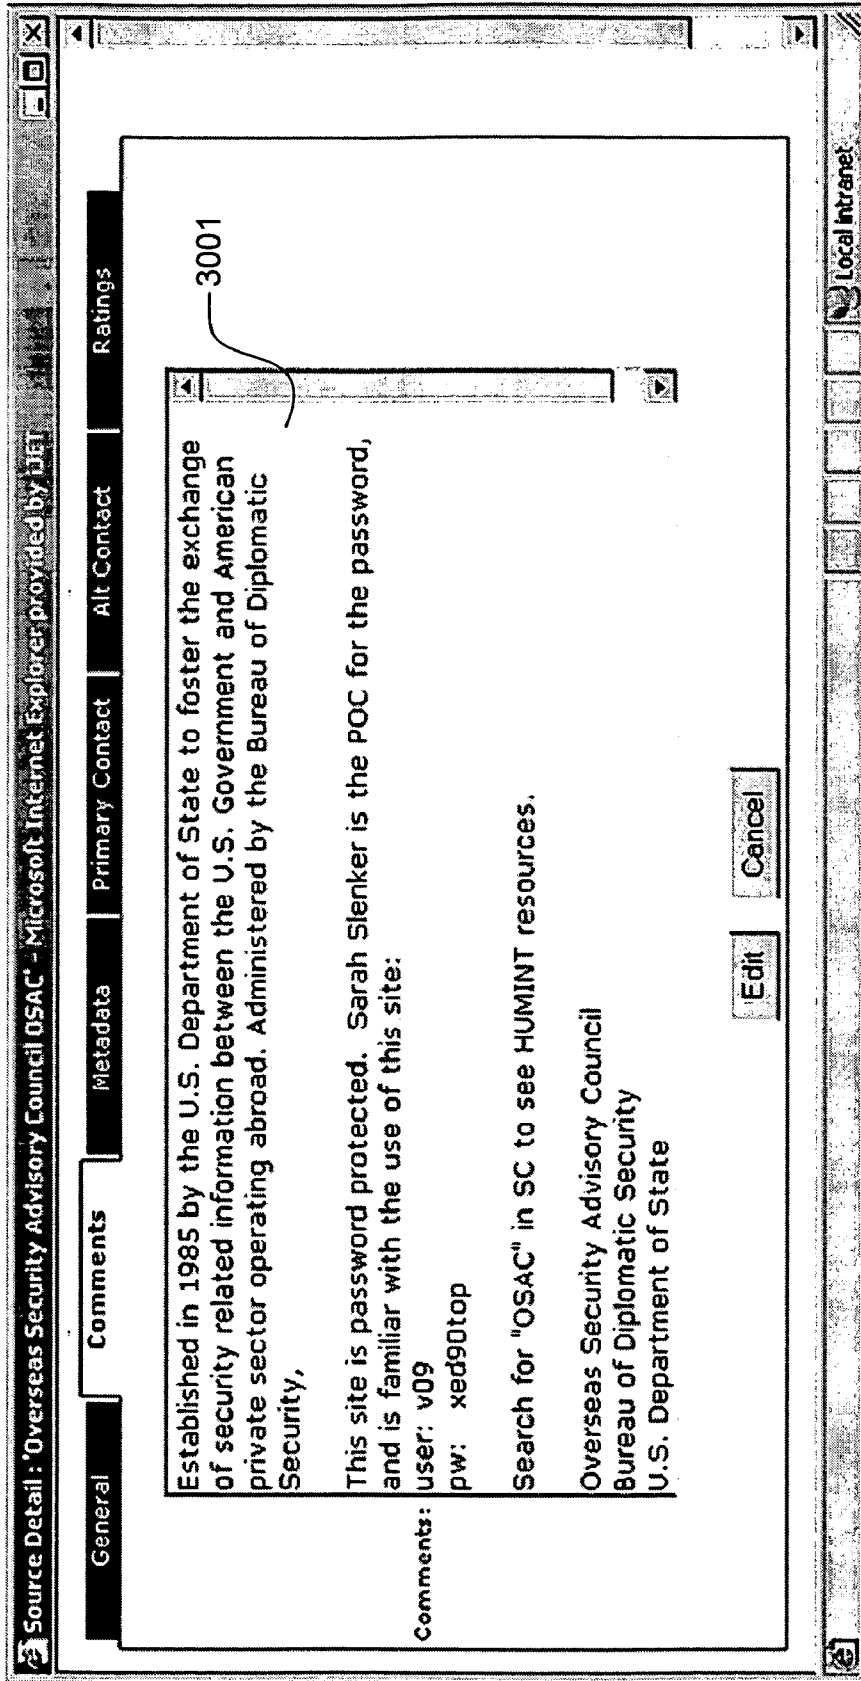 Source Detail : 'Overseas Security Advisory Council OSAC' - Microsoft Internet Explorer provided by iJET
General
Comments
Metadata
Primary Contact
Alt Contact
Ratings
Comments:
Established in 1985 by the U.S. Department of State to foster the exchange
of security related information between the U.S. Government and American
private sector operating abroad. Administered by the Bureau of Diplomatic
Security,
This site is password protected.  Sarah Slenker is the POC for the password,
and is familiar with the use of this site:
user: v09
pw:  xed90top
Search for "OSAC" in SC to see HUMINT resources.
Overseas Security Advisory Council
Bureau of Diplomatic Security
U.S. Department of State
3001
Edit
Cancel
Local intranet